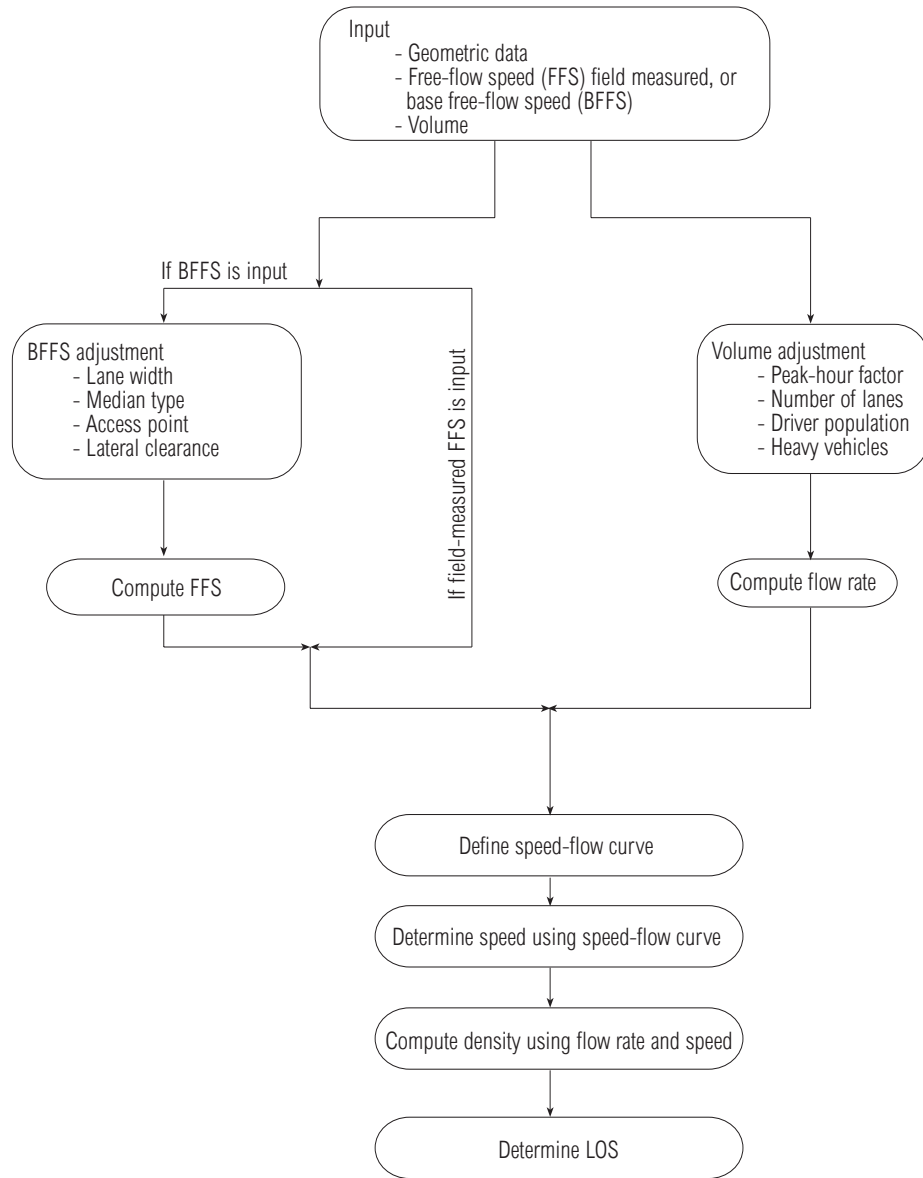 Input
- Geometric data
- Free-flow speed (FFS) field measured, or
base free-flow speed (BFFS)
- Volume
If BFFS is input
BFFS adjustment
- Lane width
- Median type
- Access point
- Lateral clearance
If field-measured FFS is input
Volume adjustment
- Peak-hour factor
- Number of lanes
- Driver population
- Heavy vehicles
Compute FFS
Compute flow rate
Define speed-flow curve
Determine speed using speed-flow curve
Compute density using flow rate and speed
Determine LOS